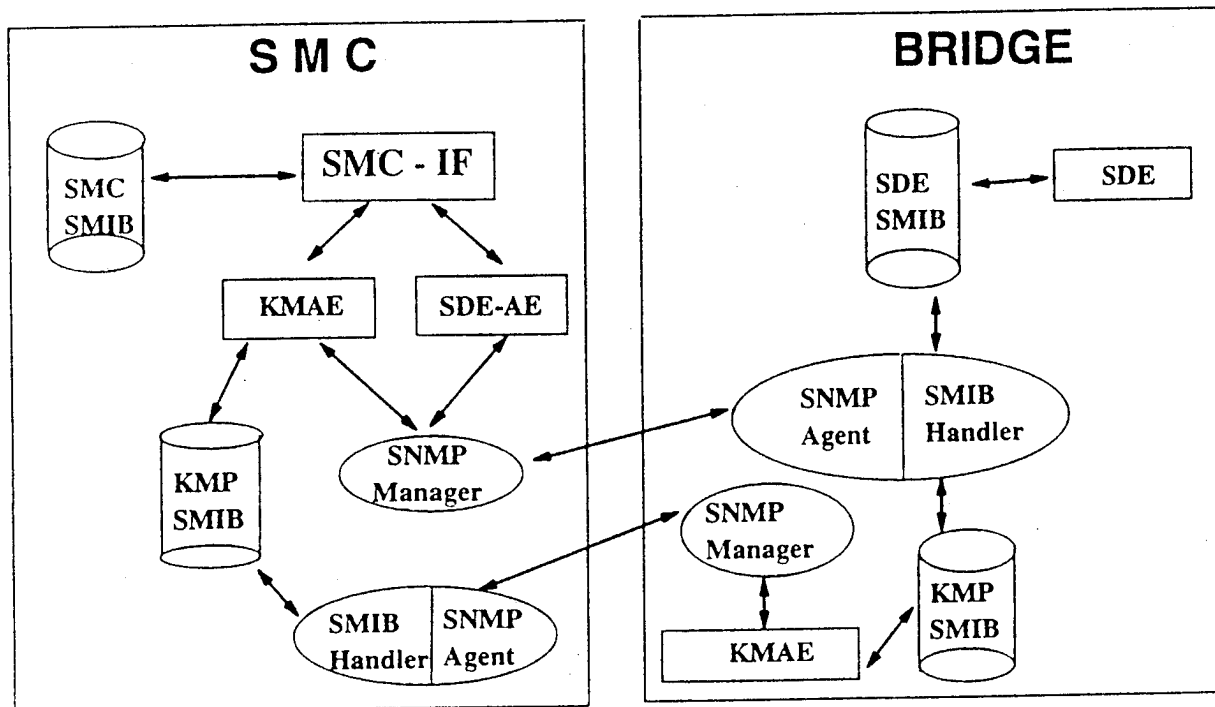 S M C
SMC
SMIB
SMC - IF
KMAE
SDE-AE
KMP
SMIB
SNMP
Manager
SMIB
Handler
SNMP
Agent
BRIDGE
SDE
SMIB
SDE
SNMP
Agent
SMIB
Handler
SNMP
Manager
KMAE
KMP
SMIB